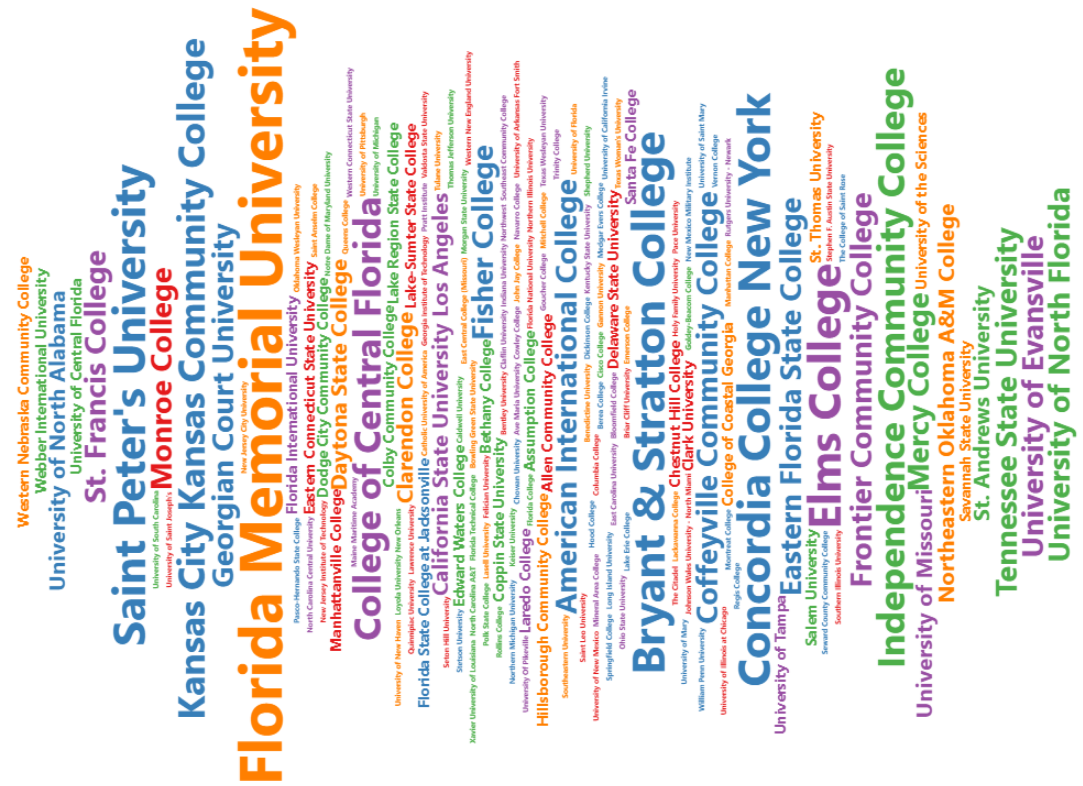 Western Nebraska Community College
Webber International University
University of North Alabama
University of Central Florida
St. Francis College
Saint Peter's University
Monroe College
University of South Carolina
University of Saint Joseph's
Kansas City Kansas Community College
Georgian Court University
New Jersey City University
Florida Memorial University
Oklahoma Wesleyan University
Florida International University
Pasco-Hernando State College
Saint Anselm College
Eastern Connecticut State University
North Carolina Central University
Notre Dame of Maryland University
Dodge City Community College
New Jersey Institute of Technology
Queens College
Daytona State College
Manhattanville College
Western Connecticut State University
Maine Maritime Academy
University of Pittsburgh
College of Central Florida
University of Michigan
Lake Region State College
Colby Community College
University of New Haven
Loyola University New Orleans
Clarendon College
Lake-Sumter State College
Lawrence University
Quinnipiac University
Valdosta State University
Pratt Institute
Georgia Institute of Technology
Catholic University of America
Florida State College at Jacksonville
Tulane University
California State University Los Angeles
Seton Hill University
Thomas Jefferson University
Caldwell University
Edward Waters College
Stetson University
Western New England University
Morgan State University
East Central College (Missouri)
Bowling Green State University
Florida Technical College
North Carolina A&T
Xavier University of Louisiana
Fisher College
Bethany College
Felician University
Lasell University
Polk State College
Coppin State University
Rollins College
Southeast Community College
Northwest
Indiana University
Claflin University
Bentley University
Keiser University
Northern Michigan University
University of Arkansas Fort Smith
Navarro College
John Jay College
Cowley College
Ave Maria University
Chowan University
Northern Illinois University
Florida National University
Assumption College
Florida College
Laredo College
University Of Pikeville
Texas Wesleyan University
Mitchell College
Goucher College
Allen Community College
Hillsborough Community College
Trinity College
American International College
Southeastern University
University of Florida
Shepherd University
Kentucky State University
Dickinson College
Benedictine University
Saint Leo University
Medgar Evers College
Gannon University
Cisco College
Berea College
Columbia College
Hood College
Mineral Area College
University of New Mexico
University of California Irvine
Long Island University
Springfield College
Texas Woman's University
Delaware State University
Bloomfield College
East Carolina University
Ohio State University
Santa Fe College
Emerson College
Briar Cliff University
Lake Erie College
Bryant & Stratton College
Pace University
Holy Family University
Chestnut Hill College
Lackawanna College
The Citadel
New Mexico Military Institute
Goldey-Beacom College
Johnson Wales University - North Miami
Clark University
University of Mary
University of Saint Mary
Coffeyville Community College
William Penn University
Vernon College
Rutgers University - Newark
Manhattan College
College of Coastal Georgia
Montreat College
University of Illinois at Chicago
Regis College
Concordia College New York
University of Tampa
Eastern Florida State College
St. Thomas University
Salem University
Stephen F. Austin State University
Elms College
Seward County Community College
The College of Saint Rose
Southern Illinois University
Frontier Community College
Independence Community College
University of the Sciences
Mercy College
University of Missouri
Northeastern Oklahoma A&M College
Savannah State University
St. Andrews University
Tennessee State University
University of Evansville
University of North Florida